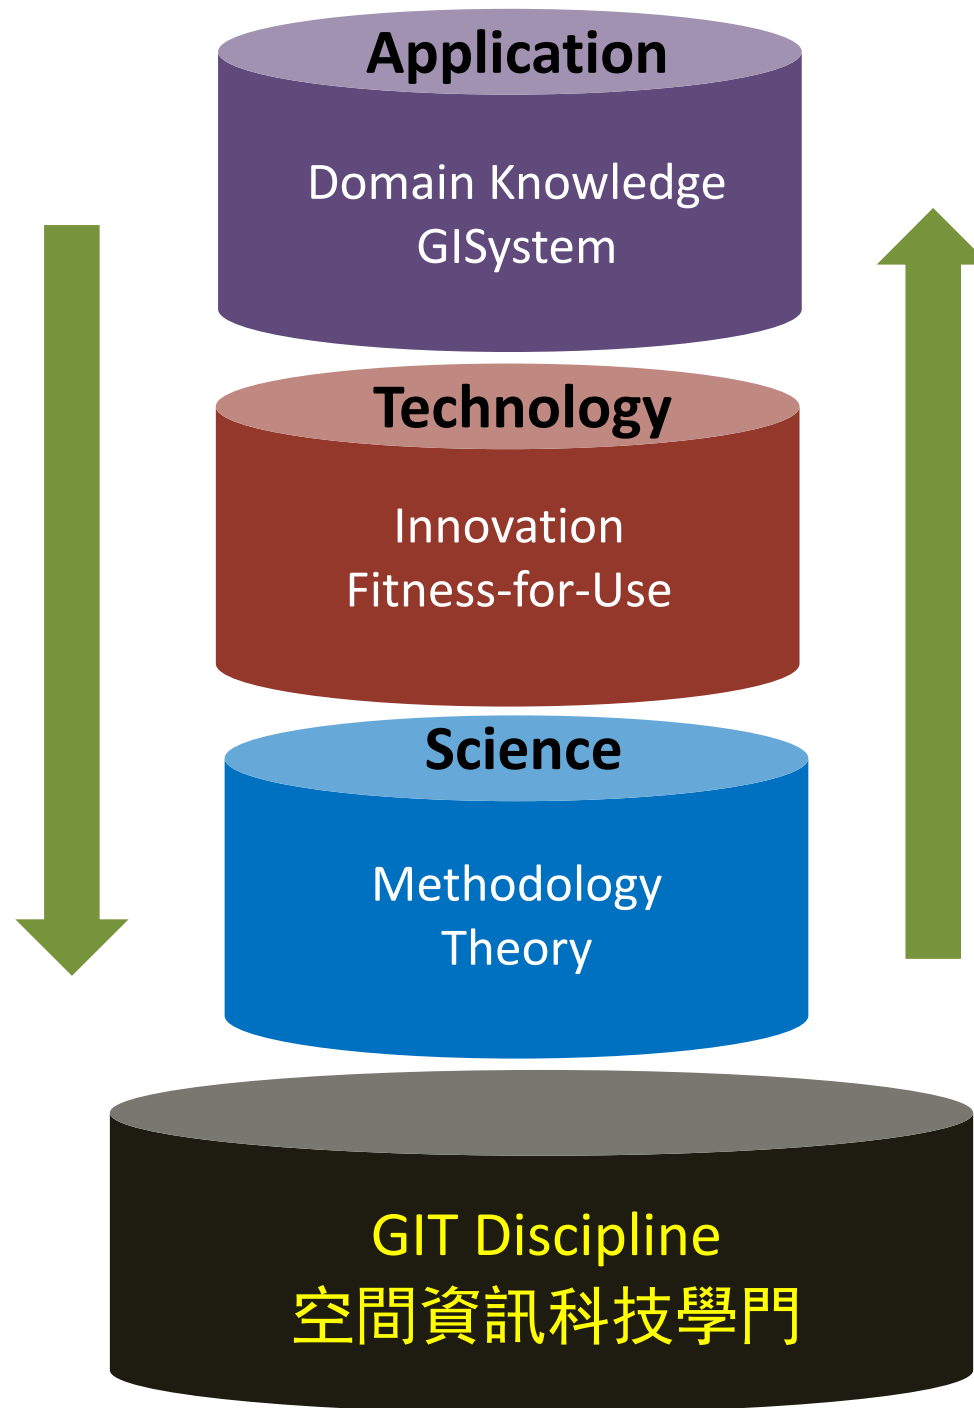 Application
Domain Knowledge
GISystem
Technology
Innovation
Fitness-for-Use
Science
Methodology
Theory
GIT Discipline
空間資訊科技學門